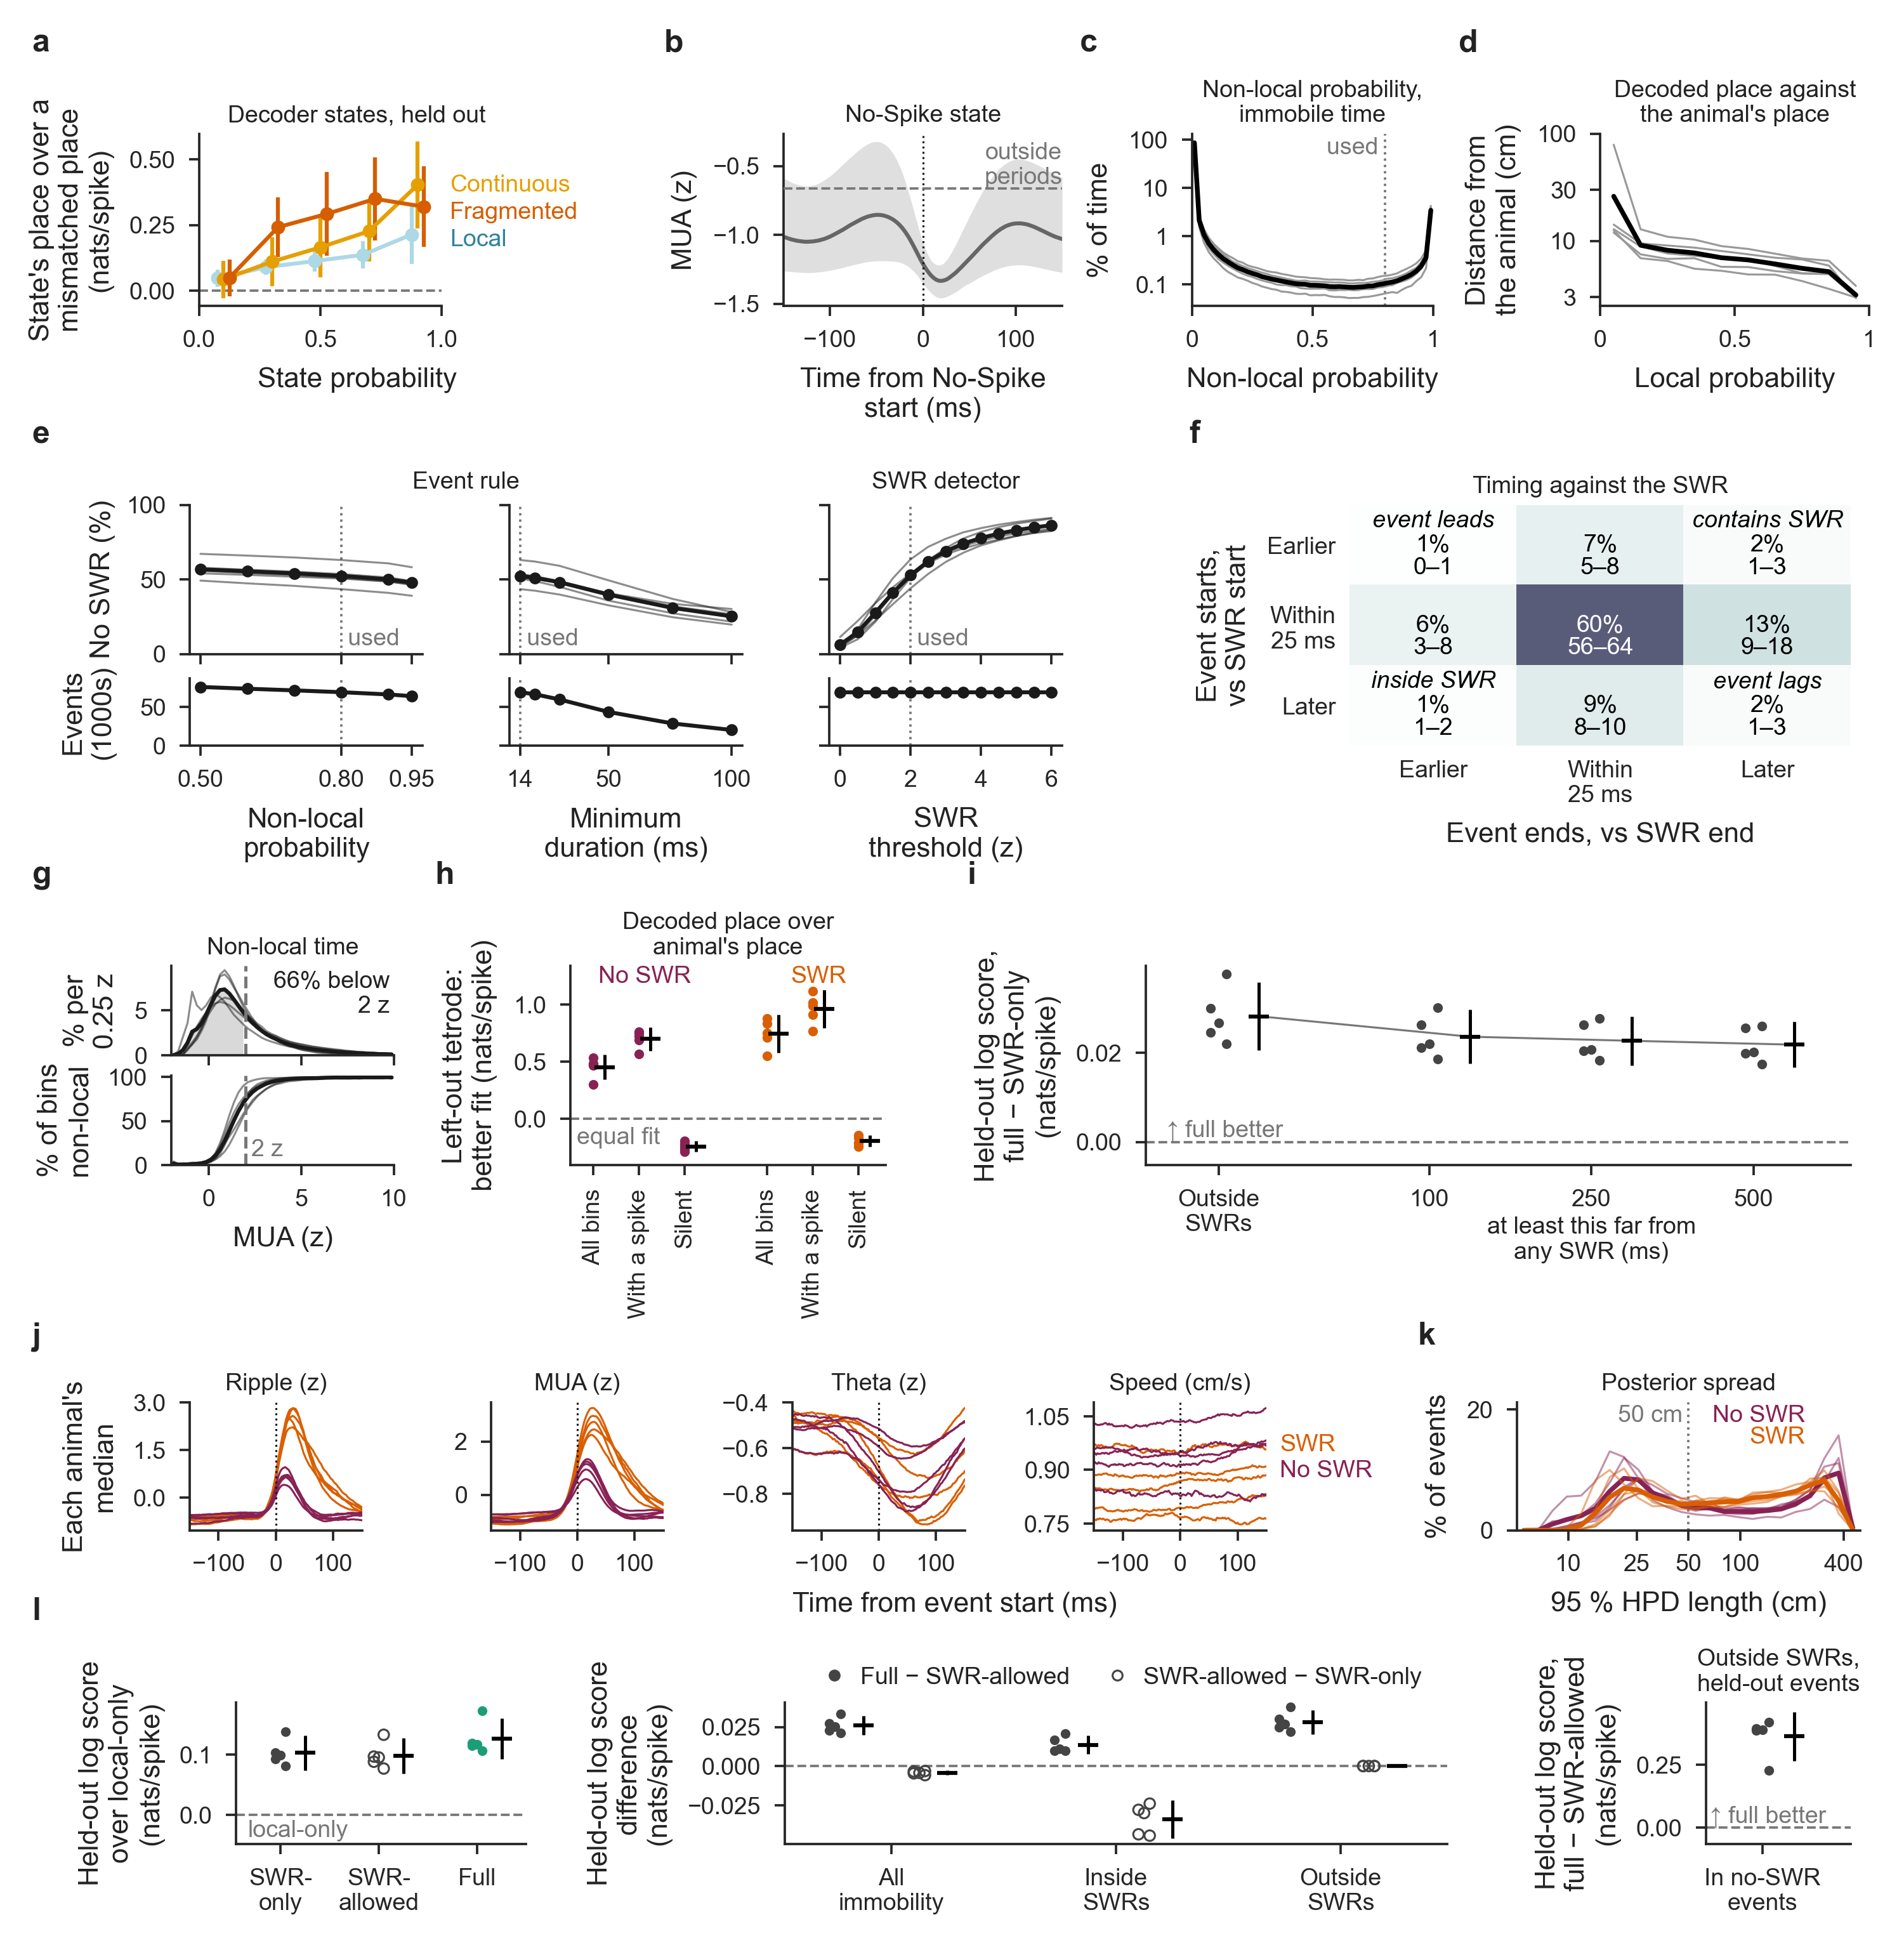 a
Decoder states, held out
State's place over a
mismatched place
(nats/spike)
0.50
0.25
0.00
Continuous
Fragmented
Local
0.0
0.5
1.0
State probability
b
No-Spike state
MUA (z)
−0.5
−1.0
−1.5
outside
periods
−100
0
100
Time from No-Spike
start (ms)
c
Non-local probability,
immobile time
% of time
100
10
1
0.1
used
0
0.5
1
Non-local probability
d
Decoded place against
the animal's place
Distance from
the animal (cm)
100
30
10
3
0
0.5
1
Local probability
e
Event rule
SWR detector
No SWR (%)
100
50
0
used
used
used
Events
(1000s)
50
0
0.50
0.80
0.95
Non-local
probability
14
50
100
Minimum
duration (ms)
0
2
4
6
SWR
threshold (z)
f
Timing against the SWR
Event starts,
vs SWR start
Earlier
event leads
1%
0–1
7%
5–8
contains SWR
2%
1–3
Within
25 ms
6%
3–8
60%
56–64
13%
9–18
Later
inside SWR
1%
1–2
9%
8–10
event lags
2%
1–3
Earlier
Within
25 ms
Later
Event ends, vs SWR end
g
Non-local time
% per
0.25 z
5
0
66% below
2 z
% of bins
non-local
100
50
0
2 z
0
5
10
MUA (z)
h
Decoded place over
animal's place
Left-out tetrode:
better fit (nats/spike)
No SWR
SWR
1.0
0.5
0.0
equal fit
All bins
With a spike
Silent
All bins
With a spike
Silent
i
Held-out log score,
full − SWR-only
(nats/spike)
0.02
0.00
↑ full better
Outside
SWRs
100
250
500
at least this far from
any SWR (ms)
j
Each animal's
median
Ripple (z)
3.0
1.5
0.0
−100
0
100
MUA (z)
2
0
−100
0
100
Theta (z)
−0.4
−0.6
−0.8
−100
0
100
Speed (cm/s)
1.05
0.90
0.75
−100
0
100
SWR
No SWR
Time from event start (ms)
k
Posterior spread
% of events
20
0
50 cm
No SWR
SWR
10
25
50
100
400
95 % HPD length (cm)
l
Held-out log score
over local-only
(nats/spike)
0.1
0.0
local-only
SWR-
only
SWR-
allowed
Full
Held-out log score
difference
(nats/spike)
Full − SWR-allowed
SWR-allowed − SWR-only
0.025
0.000
−0.025
All
immobility
Inside
SWRs
Outside
SWRs
Outside SWRs,
held-out events
Held-out log score,
full − SWR-allowed
(nats/spike)
0.25
0.00
↑ full better
In no-SWR
events